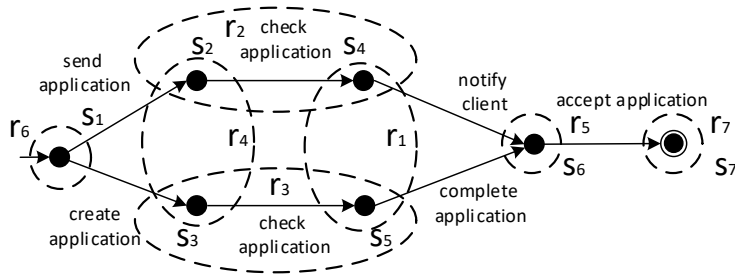 r2 check
application
s2 s4
send
application
notify
client
accept application
r6 s1 r4 r1 r5 r7
s6 s7
r3
create
application
check
application
complete
application
s3 s5